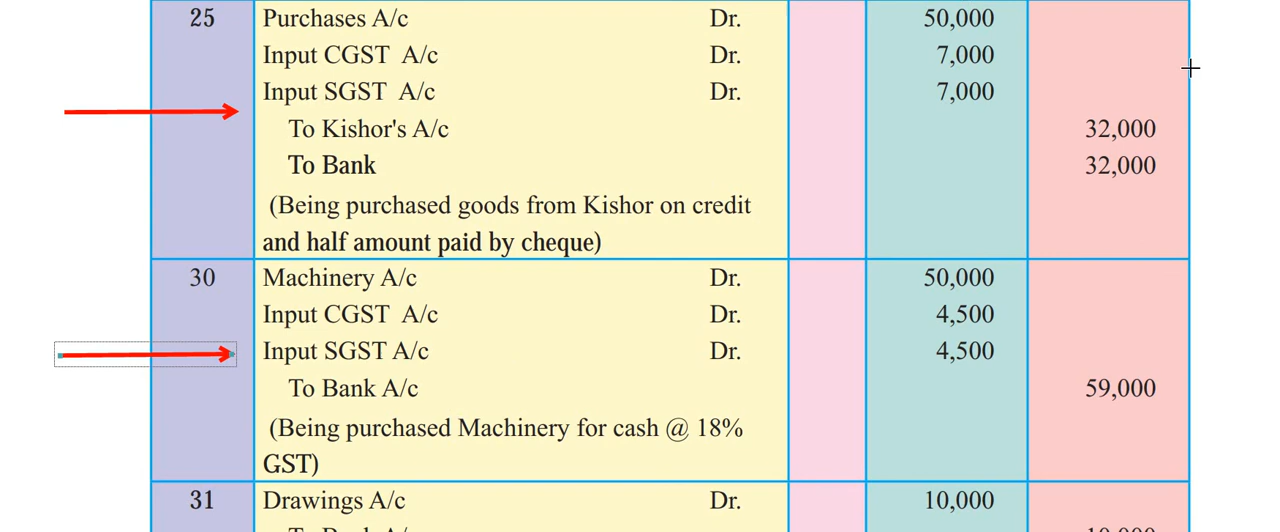 25 Purchases A/c Dr. 50,000
Input CGST A/c Dr. 7,000
Input SGST A/c Dr. 7,000
To Kishor's A/c 32,000
To Bank 32,000
(Being purchased goods from Kishor on credit
and half amount paid by cheque)
30 Machinery A/c Dr. 50,000
Input CGST A/c Dr. 4,500
Input SGST A/c Dr. 4,500
To Bank A/c 59,000
(Being purchased Machinery for cash @ 18%
GST)
31 Drawings A/c Dr. 10,000